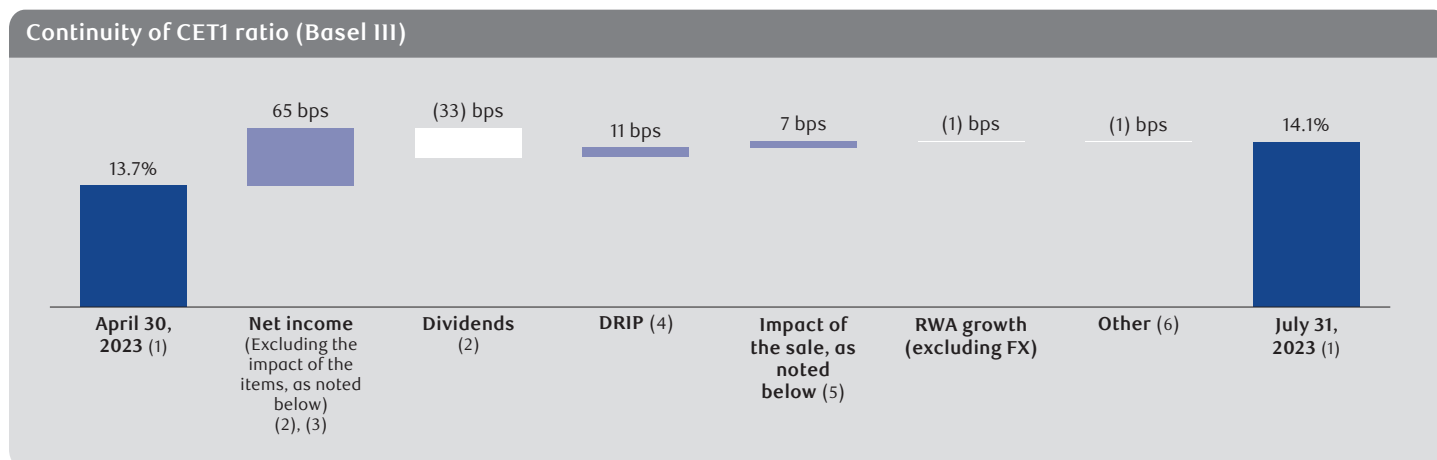 Continuity of CET1 ratio (Basel III)
13.7%
65 bps
(33) bps
11 bps
7 bps
(1) bps
(1) bps
14.1%
April 30,
2023 (1)
Net income
(Excluding the
impact of the
items, as noted
below)
(2), (3)
Dividends
(2)
DRIP (4)
Impact of
the sale, as
noted
below (5)
RWA growth
(excluding FX)
Other (6)
July 31,
2023 (1)